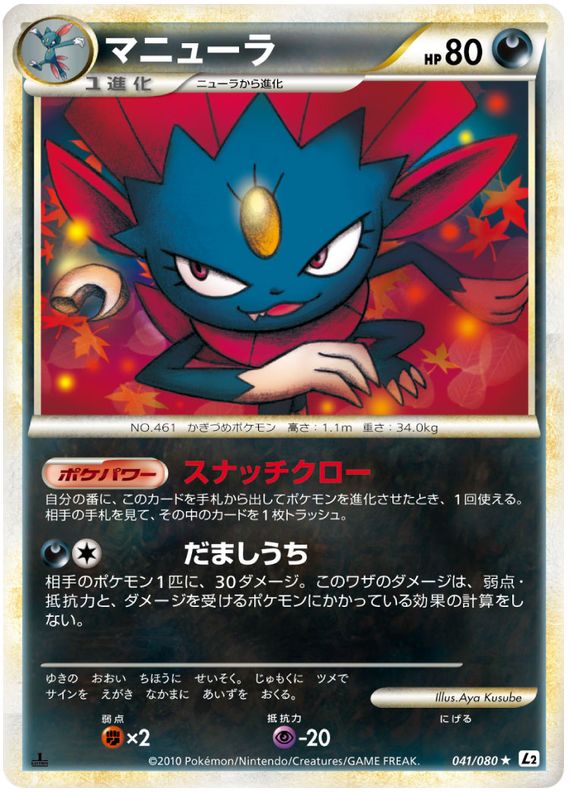 マニューラ
HP80
1進化
ニューラから進化
NO.461 かぎづめポケモン 高さ:1.1m 重さ:34.0kg
ポケパワー スナッチクロー
自分の番に、このカードを手札から出してポケモンを進化させたとき、1回使える。
相手の手札を見て、その中のカードを1枚トラッシュ。
だましうち
相手のポケモン1匹に、30ダメージ。このワザのダメージは、弱点・
抵抗力と、ダメージを受けるポケモンにかかっている効果の計算をし
ない。
ゆきの おおい ちほうに せいそく。 じゅもくに ツメで
サインを えがき なかまに あいずを おくる。
Illus.Aya Kusube
弱点 抵抗力 にげる
×2 -20
©2010 Pokémon/Nintendo/Creatures/GAME FREAK.
041/080 ★ L2